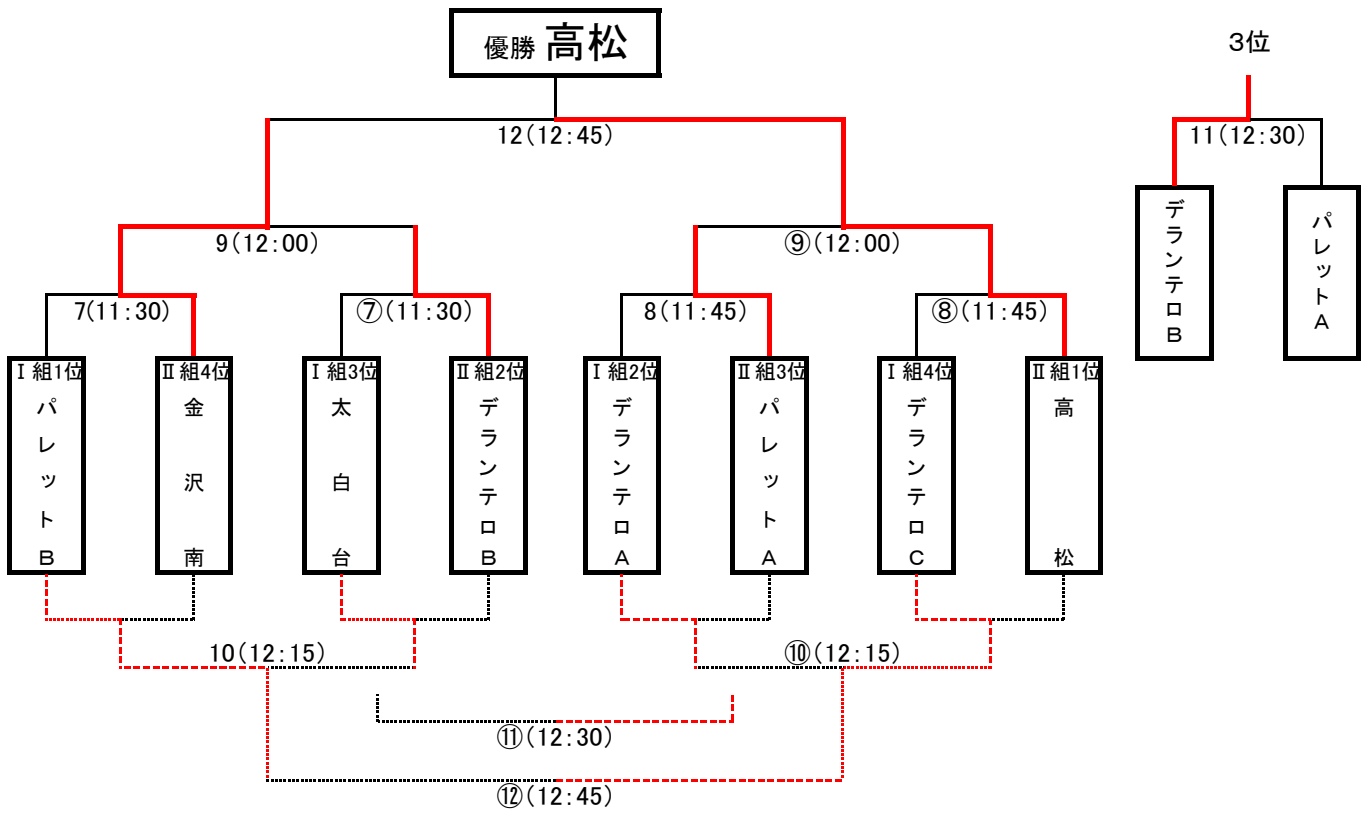 優勝 高松
3位
12(12:45)
11(12:30)
デランテロB
パレットA
9(12:00)
⑨(12:00)
7(11:30)
⑦(11:30)
8(11:45)
⑧(11:45)
Ⅰ組1位
パレットB
Ⅱ組4位
金沢南
Ⅰ組3位
太白台
Ⅱ組2位
デランテロB
Ⅰ組2位
デランテロA
Ⅱ組3位
パレットA
Ⅰ組4位
デランテロC
Ⅱ組1位
高松
10(12:15)
⑩(12:15)
⑪(12:30)
⑫(12:45)